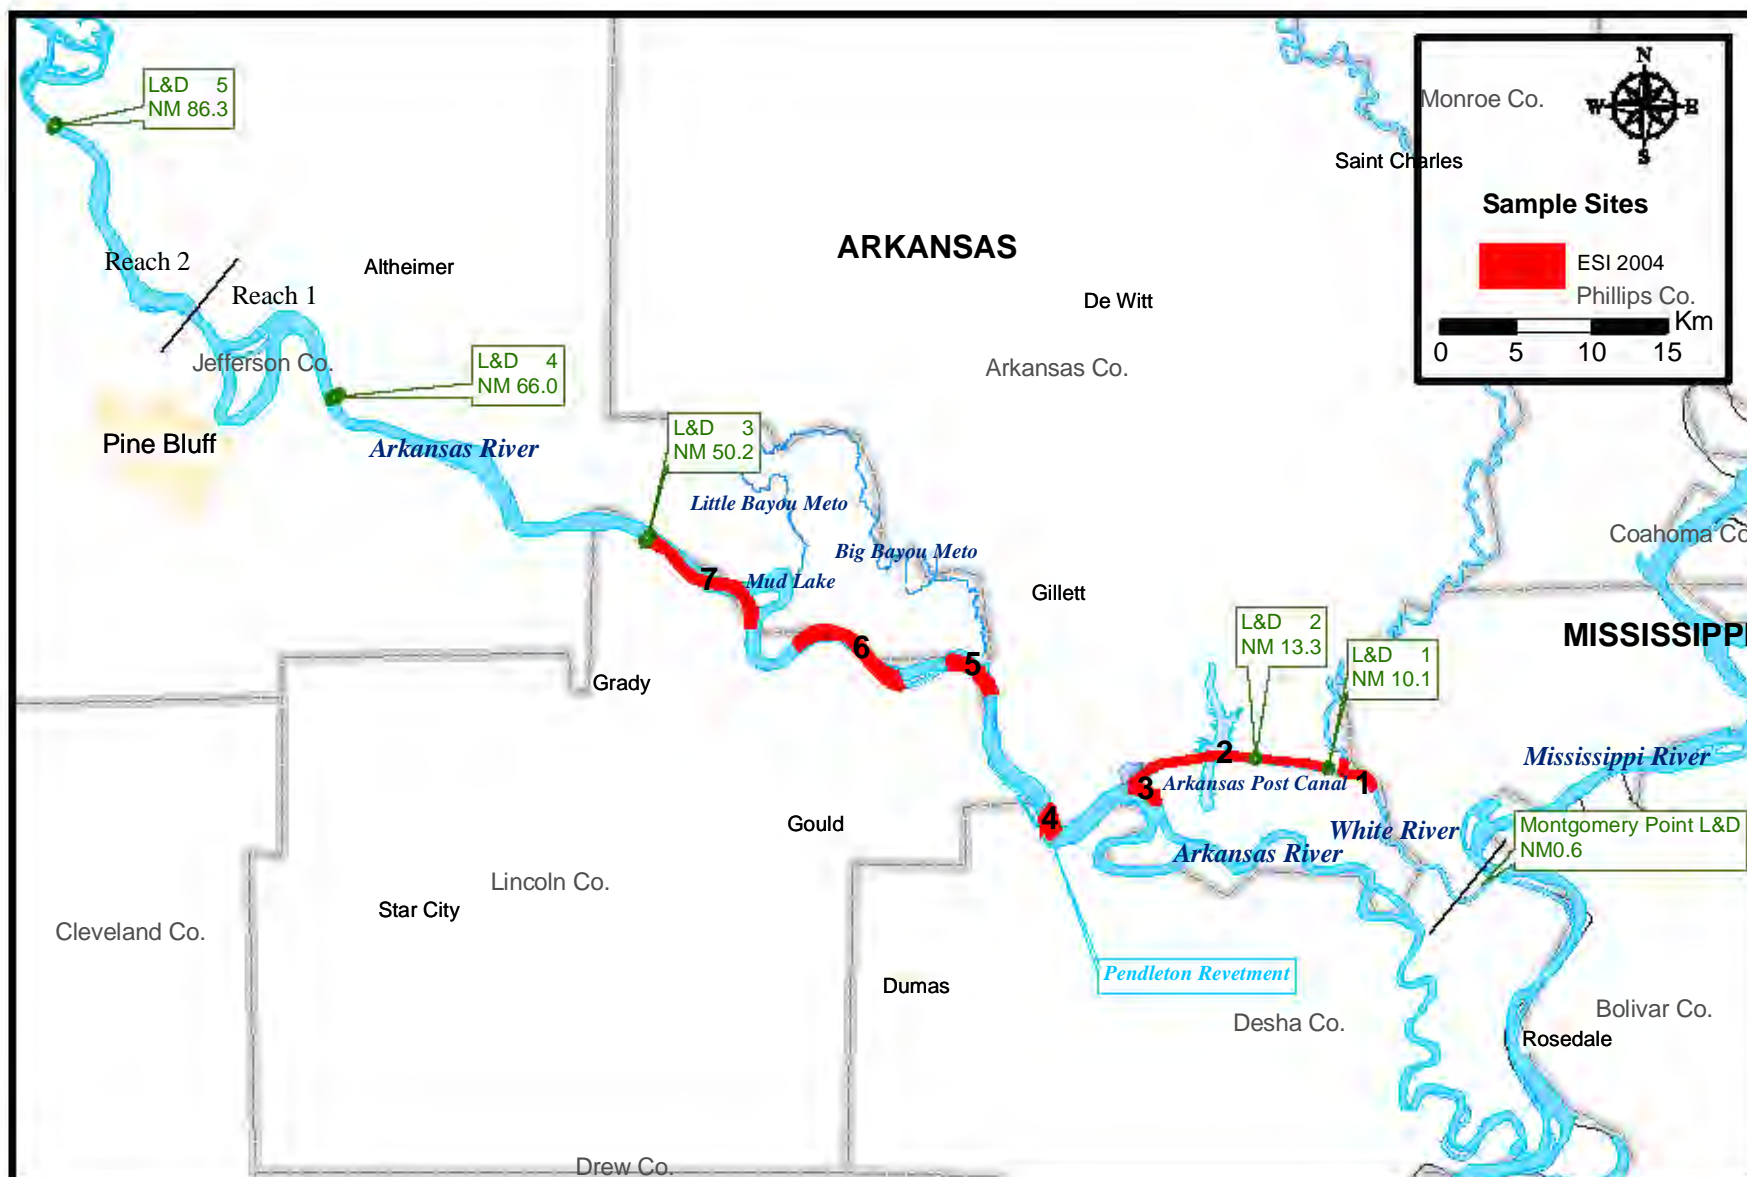 L&D 5
NM 86.3
N
W E
S
Monroe Co.
Saint Charles
Sample Sites
ESI 2004
Phillips Co.
Km
0 5 10 15
ARKANSAS
Reach 2
Reach 1
Altheimer
De Witt
Jefferson Co.
L&D 4
NM 66.0
Arkansas Co.
Pine Bluff
Arkansas River
L&D 3
NM 50.2
Little Bayou Meto
Big Bayou Meto
Coahoma Co
7
Mud Lake
Gillett
L&D 2
NM 13.3
L&D 1
NM 10.1
MISSISSIPPI
6
5
Grady
2
3
Arkansas Post Canal
1
Mississippi River
4
Gould
White River
Arkansas River
Montgomery Point L&D
NM0.6
Lincoln Co.
Star City
Cleveland Co.
Pendleton Revetment
Dumas
Desha Co.
Bolivar Co.
Rosedale
Drew Co.